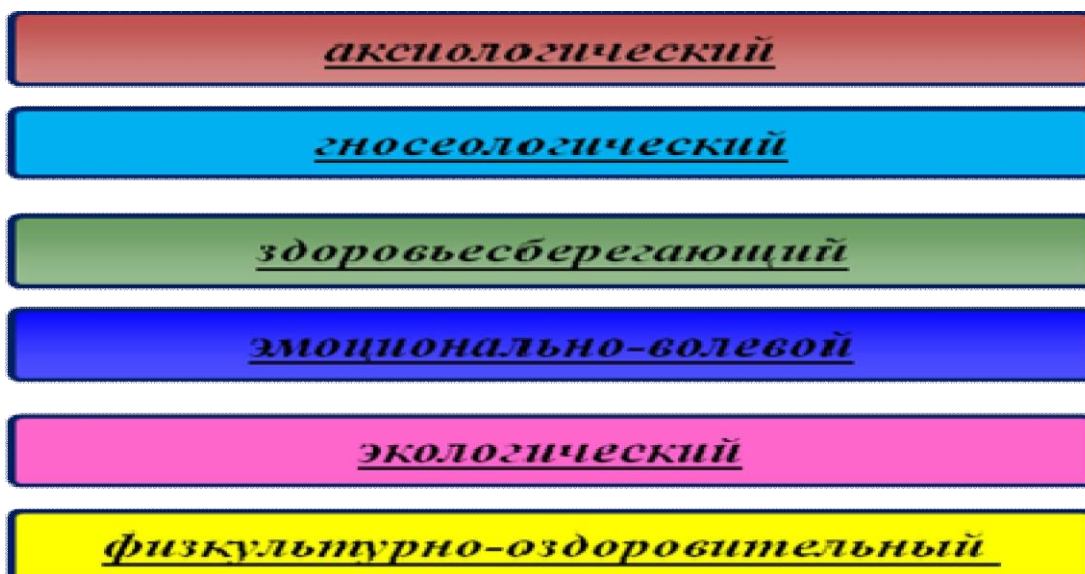 аксиологический
гносеологический
здоровьесберегающий
эмоционально-волевой
экологический
физкультурно-оздоровительный